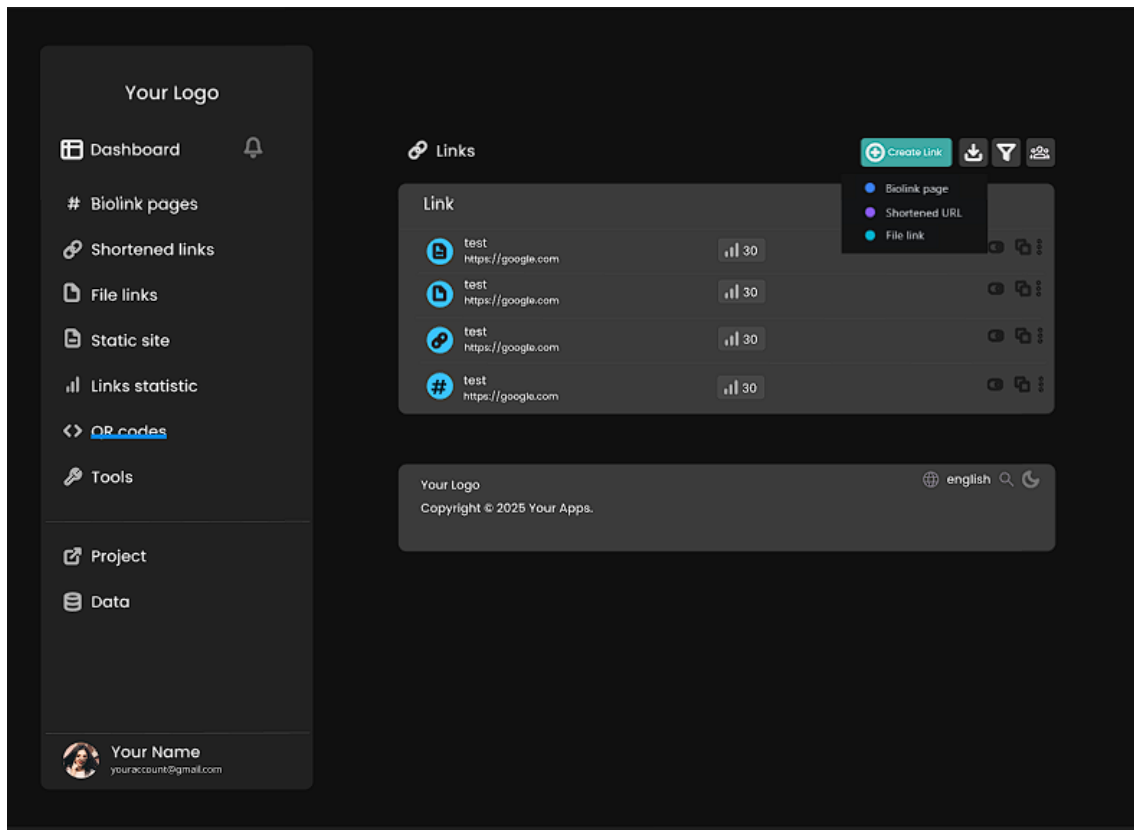 Your Logo
Dashboard
# Biolink pages
Shortened links
File links
Static site
Links statistic
QR codes
Tools
Project
Data
Your Name
youraccount@gmail.com
Links
Create Link
Biolink page
Shortened URL
File link
Link
test
https://google.com
30
test
https://google.com
30
test
https://google.com
30
#
test
https://google.com
30
Your Logo
english
Copyright © 2025 Your Apps.